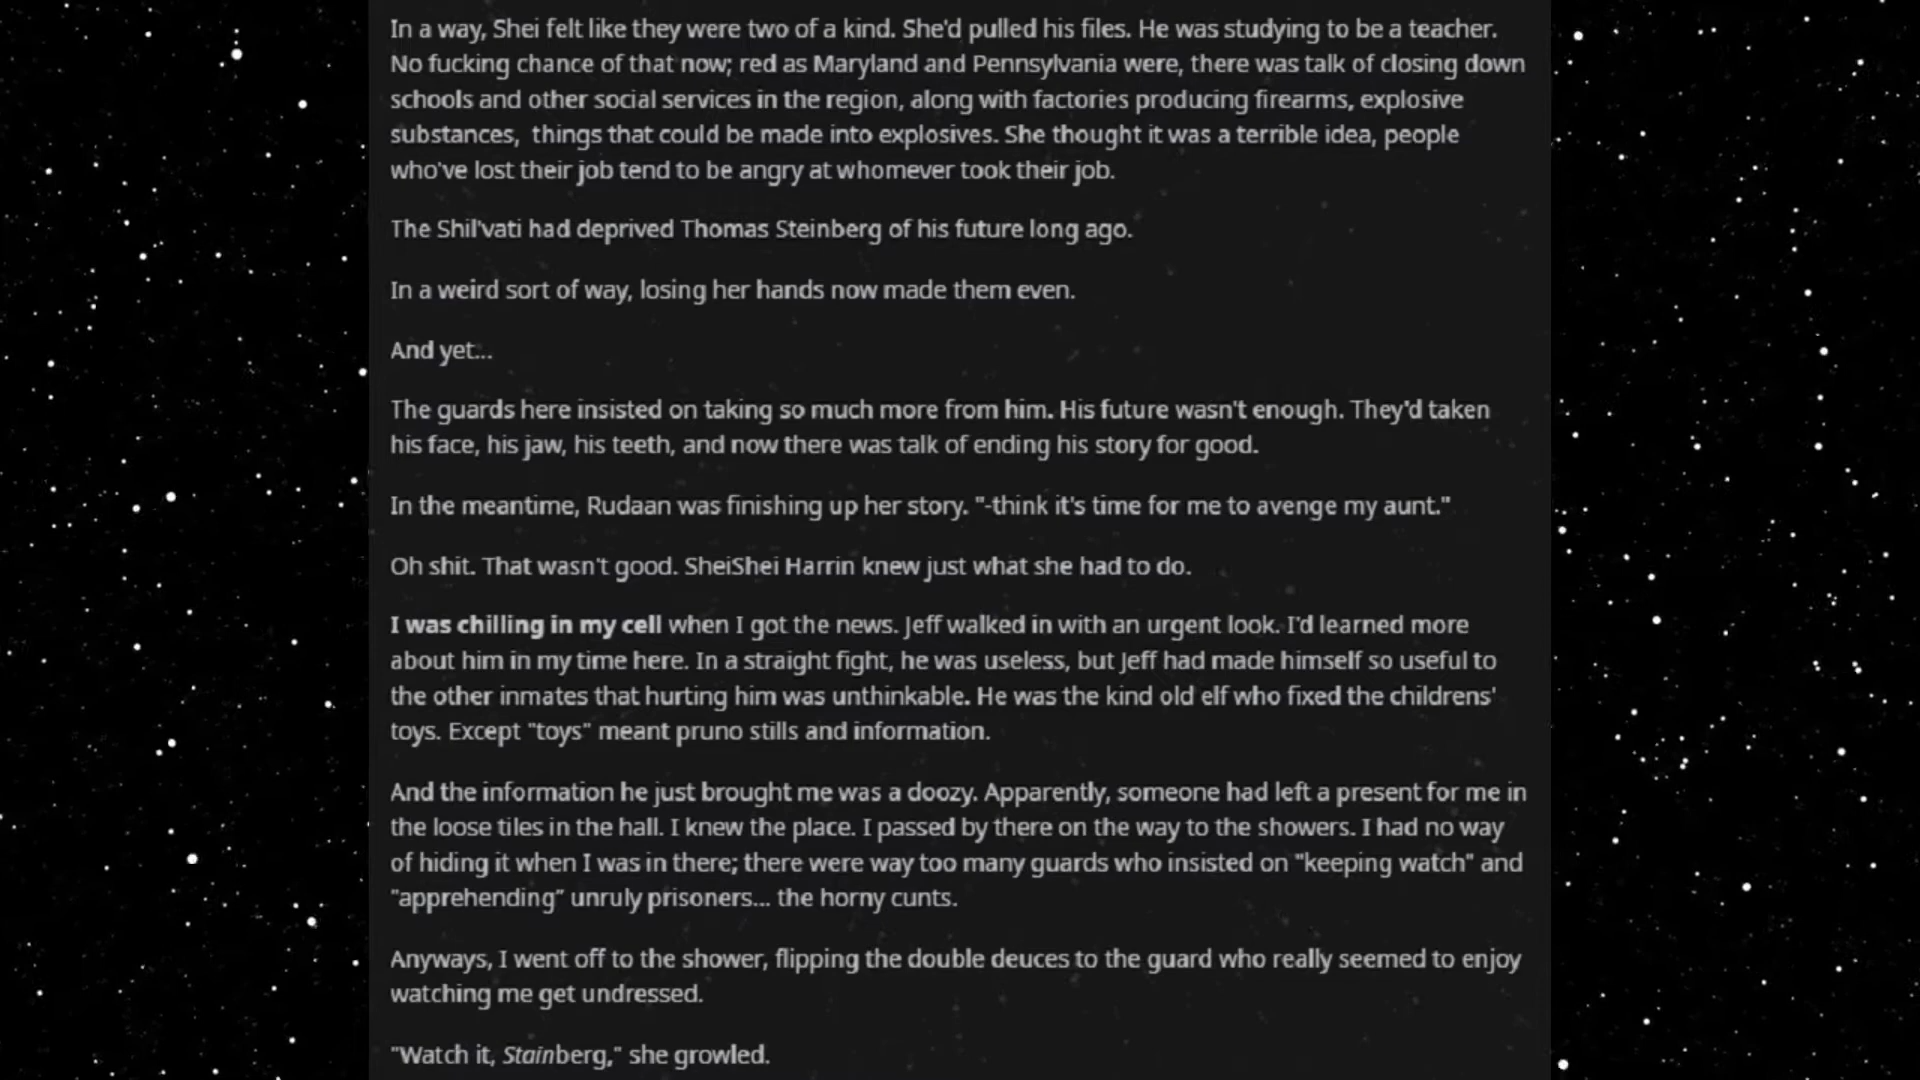 In a way, Shei felt like they were two of a kind. She'd pulled his files. He was studying to be a teacher.
No fucking chance of that now; red as Maryland and Pennsylvania were, there was talk of closing down
schools and other social services in the region, along with factories producing firearms, explosive
substances,  things that could be made into explosives. She thought it was a terrible idea, people
who've lost their job tend to be angry at whomever took their job.
The Shil'vati had deprived Thomas Steinberg of his future long ago.
In a weird sort of way, losing her hands now made them even.
And yet...
The guards here insisted on taking so much more from him. His future wasn't enough. They'd taken
his face, his jaw, his teeth, and now there was talk of ending his story for good.
In the meantime, Rudaan was finishing up her story. "-think it's time for me to avenge my aunt."
Oh shit. That wasn't good. SheiShei Harrin knew just what she had to do.
I was chilling in my cell when I got the news. Jeff walked in with an urgent look. I'd learned more
about him in my time here. In a straight fight, he was useless, but Jeff had made himself so useful to
the other inmates that hurting him was unthinkable. He was the kind old elf who fixed the childrens'
toys. Except "toys" meant pruno stills and information.
And the information he just brought me was a doozy. Apparently, someone had left a present for me in
the loose tiles in the hall. I knew the place. I passed by there on the way to the showers. I had no way
of hiding it when I was in there; there were way too many guards who insisted on "keeping watch" and
"apprehending" unruly prisoners... the horny cunts.
Anyways, I went off to the shower, flipping the double deuces to the guard who really seemed to enjoy
watching me get undressed.
"Watch it, Stainberg," she growled.